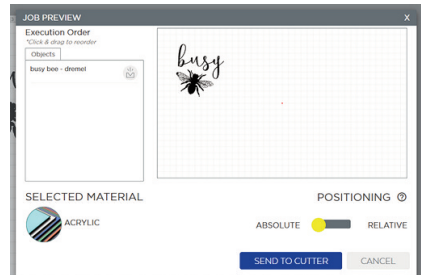 JOB PREVIEW X
Execution Order
*Click & drag to reorder
Objects
busy bee - dremel
busy
SELECTED MATERIAL
ACRYLIC
POSITIONING ?
ABSOLUTE RELATIVE
SEND TO CUTTER CANCEL